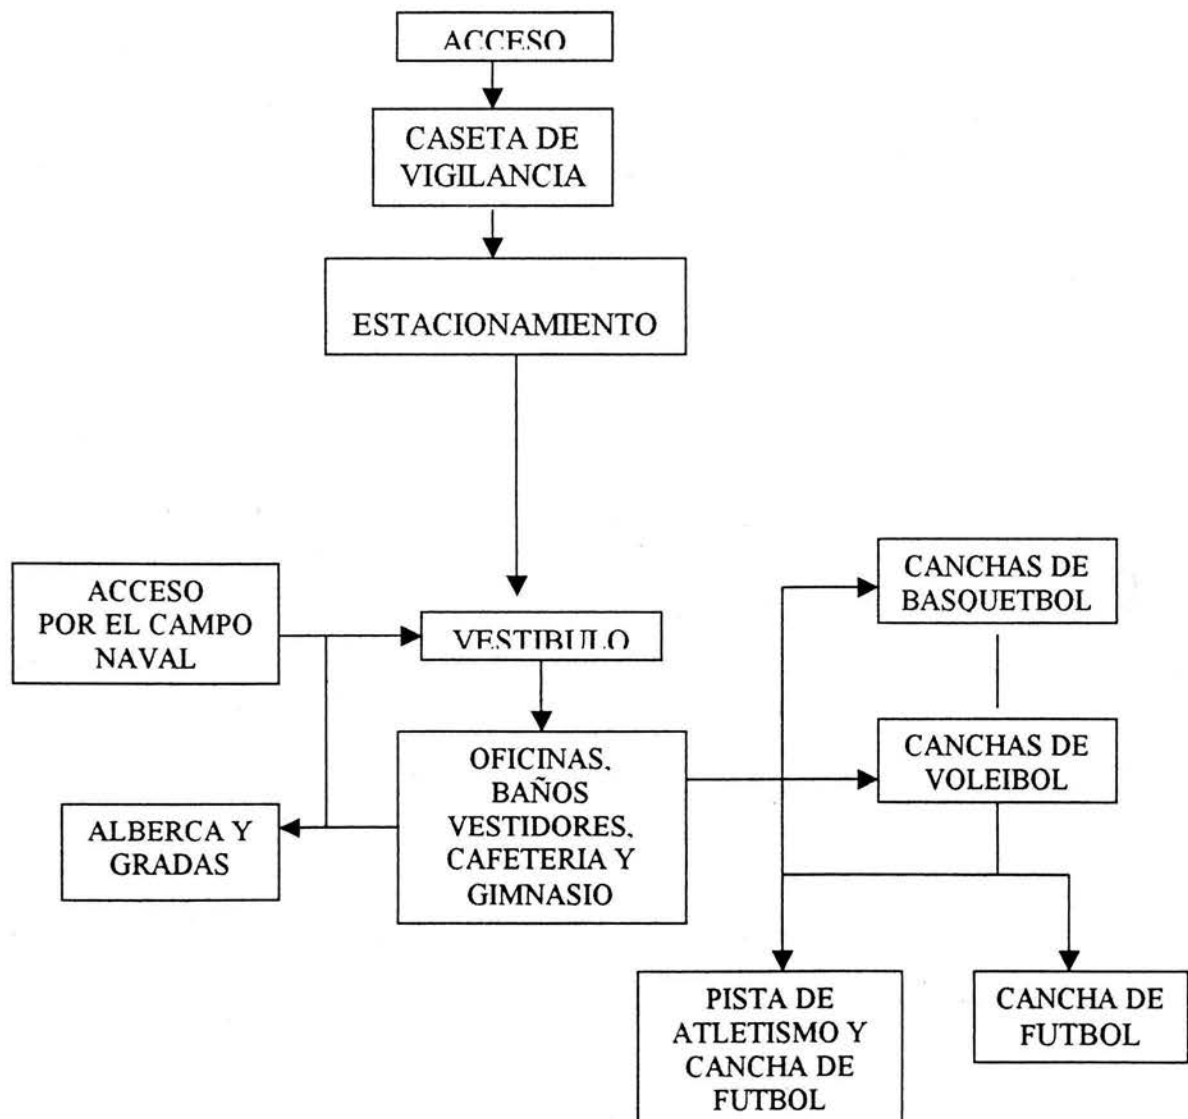 ACCESO
CASETA DE
VIGILANCIA
ESTACIONAMIENTO
ACCESO
POR EL CAMPO
NAVAL
VESTIBULO
CANCHAS DE
BASQUETBOL
OFICINAS,
BAÑOS
VESTIDORES,
CAFETERIA Y
GIMNASIO
CANCHAS DE
VOLEIBOL
ALBERCA Y
GRADAS
PISTA DE
ATLETISMO Y
CANCHA DE
FUTBOL
CANCHA DE
FUTBOL